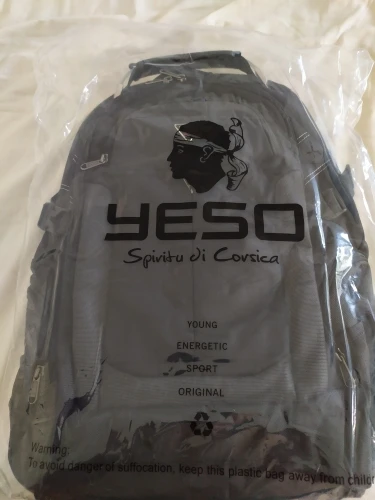 YESO
Spiritu di Corsica
YOUNG
ENERGETIC
SPORT
ORIGINAL
Warning:
To avoid danger of suffocation, keep this plastic bag away from child